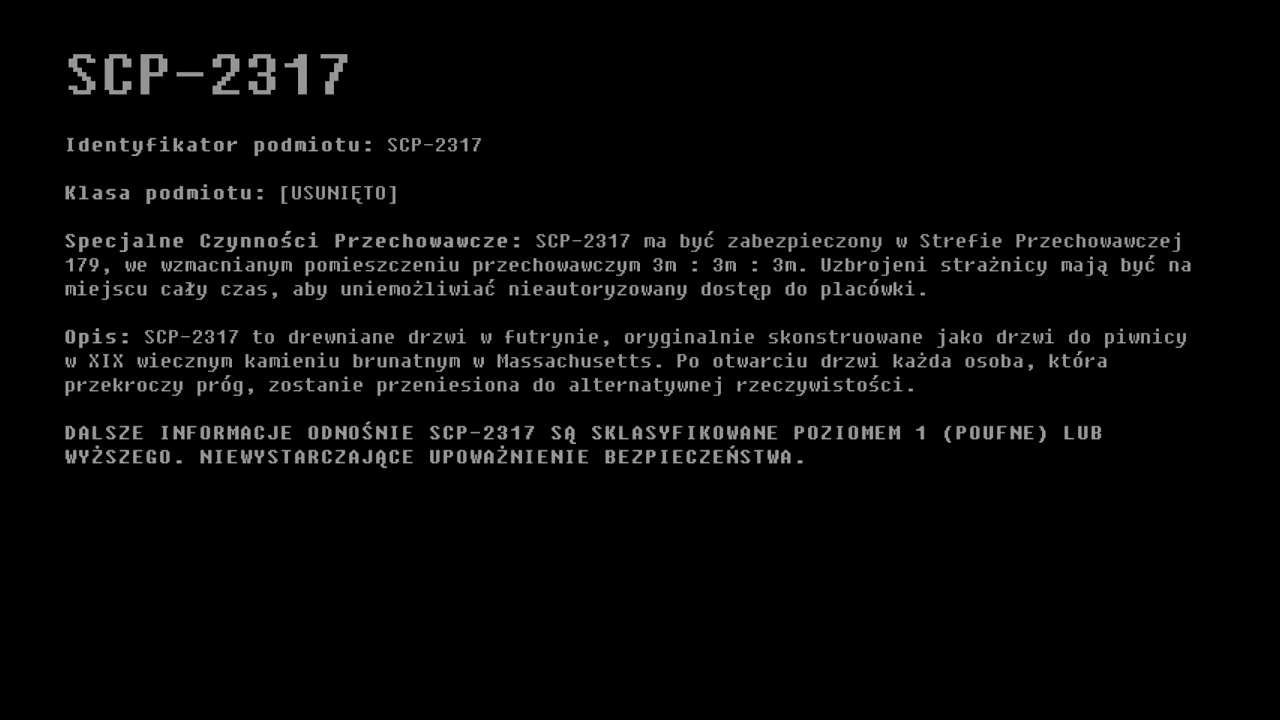 SCP-2317
Identyfikator podmiotu: SCP-2317
Klasa podmiotu: [USUNIĘTO]
Specjalne Czynności Przechowawcze: SCP-2317 ma być zabezpieczony w Strefie Przechowawczej
179, we wzmacnianym pomieszczeniu przechowawczym 3m : 3m : 3m. Uzbrojeni strażnicy mają być na
miejscu cały czas, aby uniemożliwiać nieautoryzowany dostęp do placówki.
Opis: SCP-2317 to drewniane drzwi w futrynie, oryginalnie skonstruowane jako drzwi do piwnicy
w XIX wiecznym kamieniu brunatnym w Massachusetts. Po otwarciu drzwi każda osoba, która
przekroczy próg, zostanie przeniesiona do alternatywnej rzeczywistości.
DALSZE INFORMACJE ODNOŚNIE SCP-2317 SĄ SKLASYFIKOWANE POZIOMEM 1 (POUFNE) LUB
WYŻSZEGO. NIEWYSTARCZAJĄCE UPOWAŻNIENIE BEZPIECZEŃSTWA.